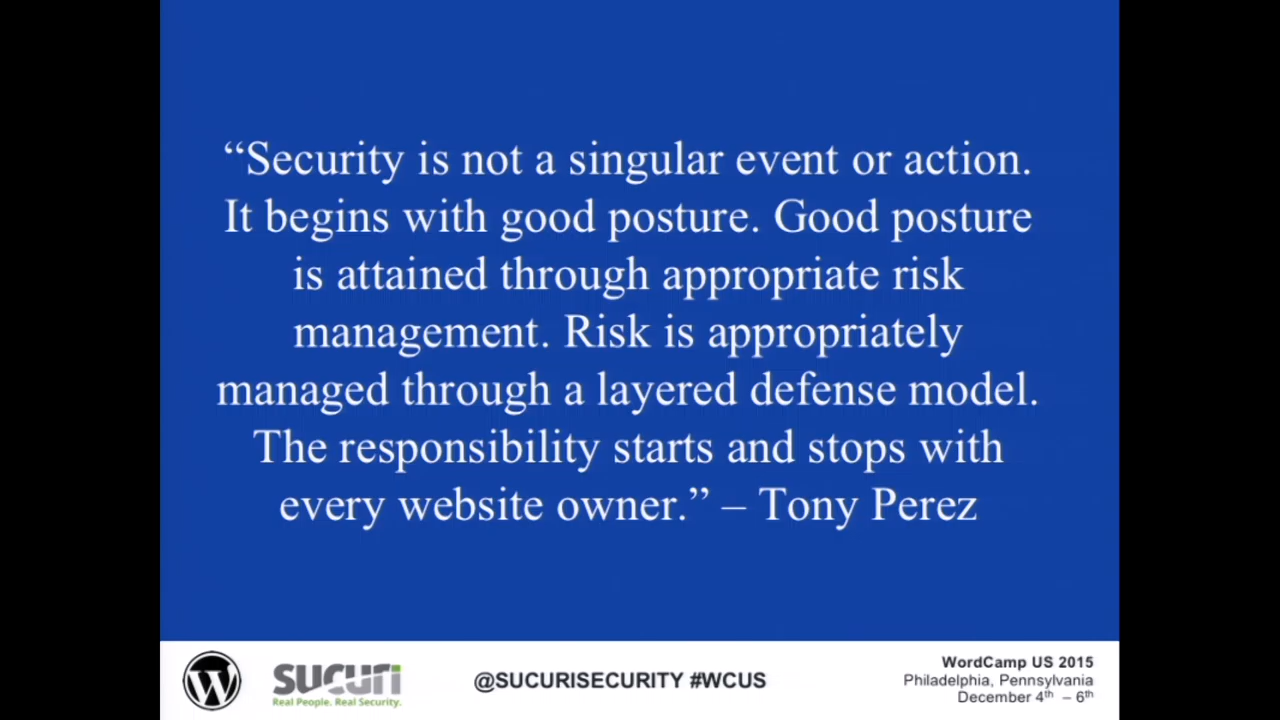 “Security is not a singular event or action.
It begins with good posture. Good posture
is attained through appropriate risk
management. Risk is appropriately
managed through a layered defense model.
The responsibility starts and stops with
every website owner.” – Tony Perez
W
SUCURI
Real People. Real Security.
@SUCURISECURITY #WCUS
WordCamp US 2015
Philadelphia, Pennsylvania
December 4th – 6th